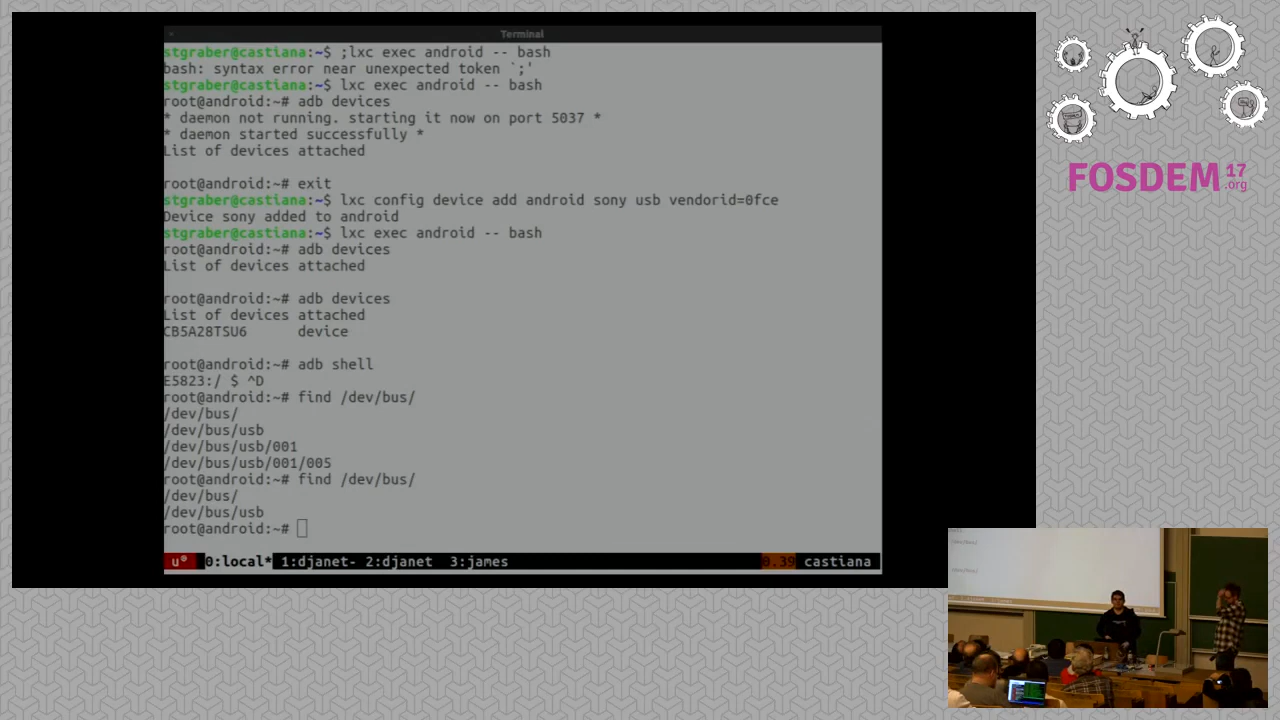 Terminal
stgraber@castiana:~$ ;lxc exec android -- bash
bash: syntax error near unexpected token `;'
stgraber@castiana:~$ lxc exec android -- bash
root@android:~# adb devices
* daemon not running. starting it now on port 5037 *
* daemon started successfully *
List of devices attached
root@android:~# exit
stgraber@castiana:~$ lxc config device add android sony usb vendorid=0fce
Device sony added to android
stgraber@castiana:~$ lxc exec android -- bash
root@android:~# adb devices
List of devices attached
root@android:~# adb devices
List of devices attached
CB5A28TSU6      device
root@android:~# adb shell
E5823:/ $ ^D
root@android:~# find /dev/bus/
/dev/bus/
/dev/bus/usb
/dev/bus/usb/001
/dev/bus/usb/001/005
root@android:~# find /dev/bus/
/dev/bus/
/dev/bus/usb
root@android:~#
u 0:local* 1:djanet- 2:djanet  3:james 0.39 castiana
FOSDEM 17
.org